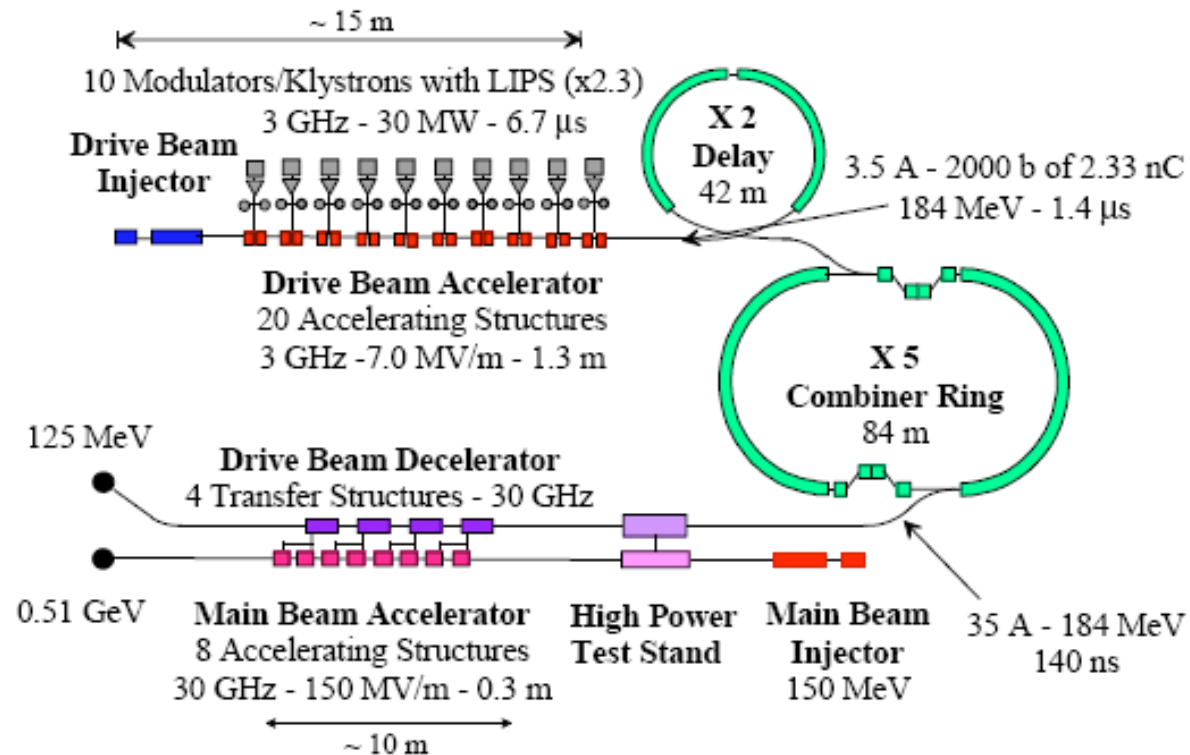 ~ 15 m
10 Modulators/Klystrons with LIPS (x2.3)
3 GHz - 30 MW - 6.7 μs
Drive Beam
Injector
X 2
Delay
42 m
3.5 A - 2000 b of 2.33 nC
184 MeV - 1.4 μs
Drive Beam Accelerator
20 Accelerating Structures
3 GHz -7.0 MV/m - 1.3 m
X 5
Combiner Ring
84 m
125 MeV
Drive Beam Decelerator
4 Transfer Structures - 30 GHz
0.51 GeV
Main Beam Accelerator
8 Accelerating Structures
30 GHz - 150 MV/m - 0.3 m
~ 10 m
High Power
Test Stand
Main Beam
Injector
150 MeV
35 A - 184 MeV
140 ns